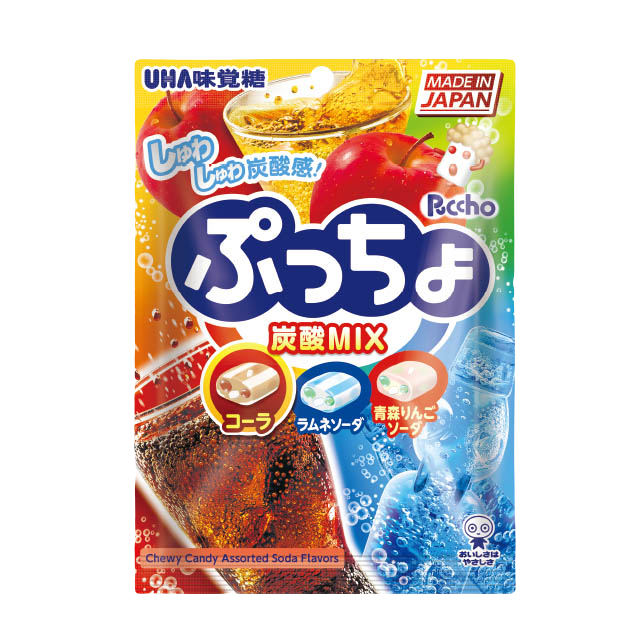 UHA味覚糖
MADE IN
JAPAN
しゅわ
しゅわ炭酸感!
Puccho
ぷっちょ
炭酸MIX
コーラ
ラムネソーダ
青森りんご
ソーダ
Chewy Candy Assorted Soda Flavors
おいしさは
やさしさ